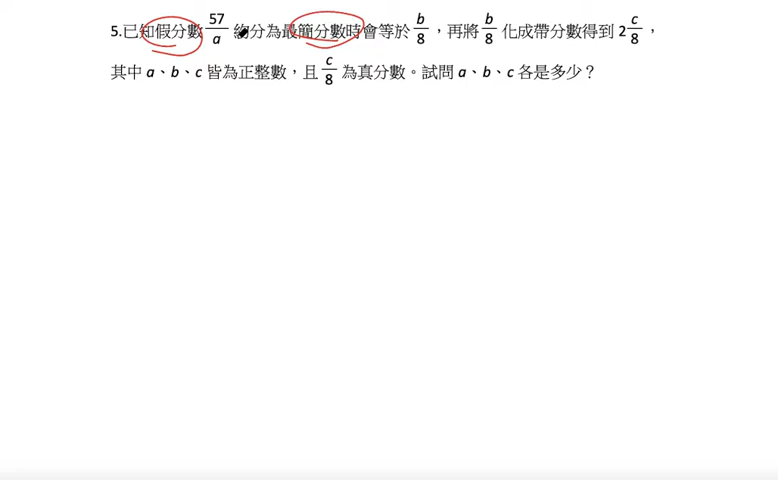 5.已知假分數 57/a 約分為最簡分數時會等於 b/8，再將 b/8 化成帶分數得到 2 c/8，
其中 a、b、c 皆為正整數，且 c/8 為真分數。試問 a、b、c 各是多少？